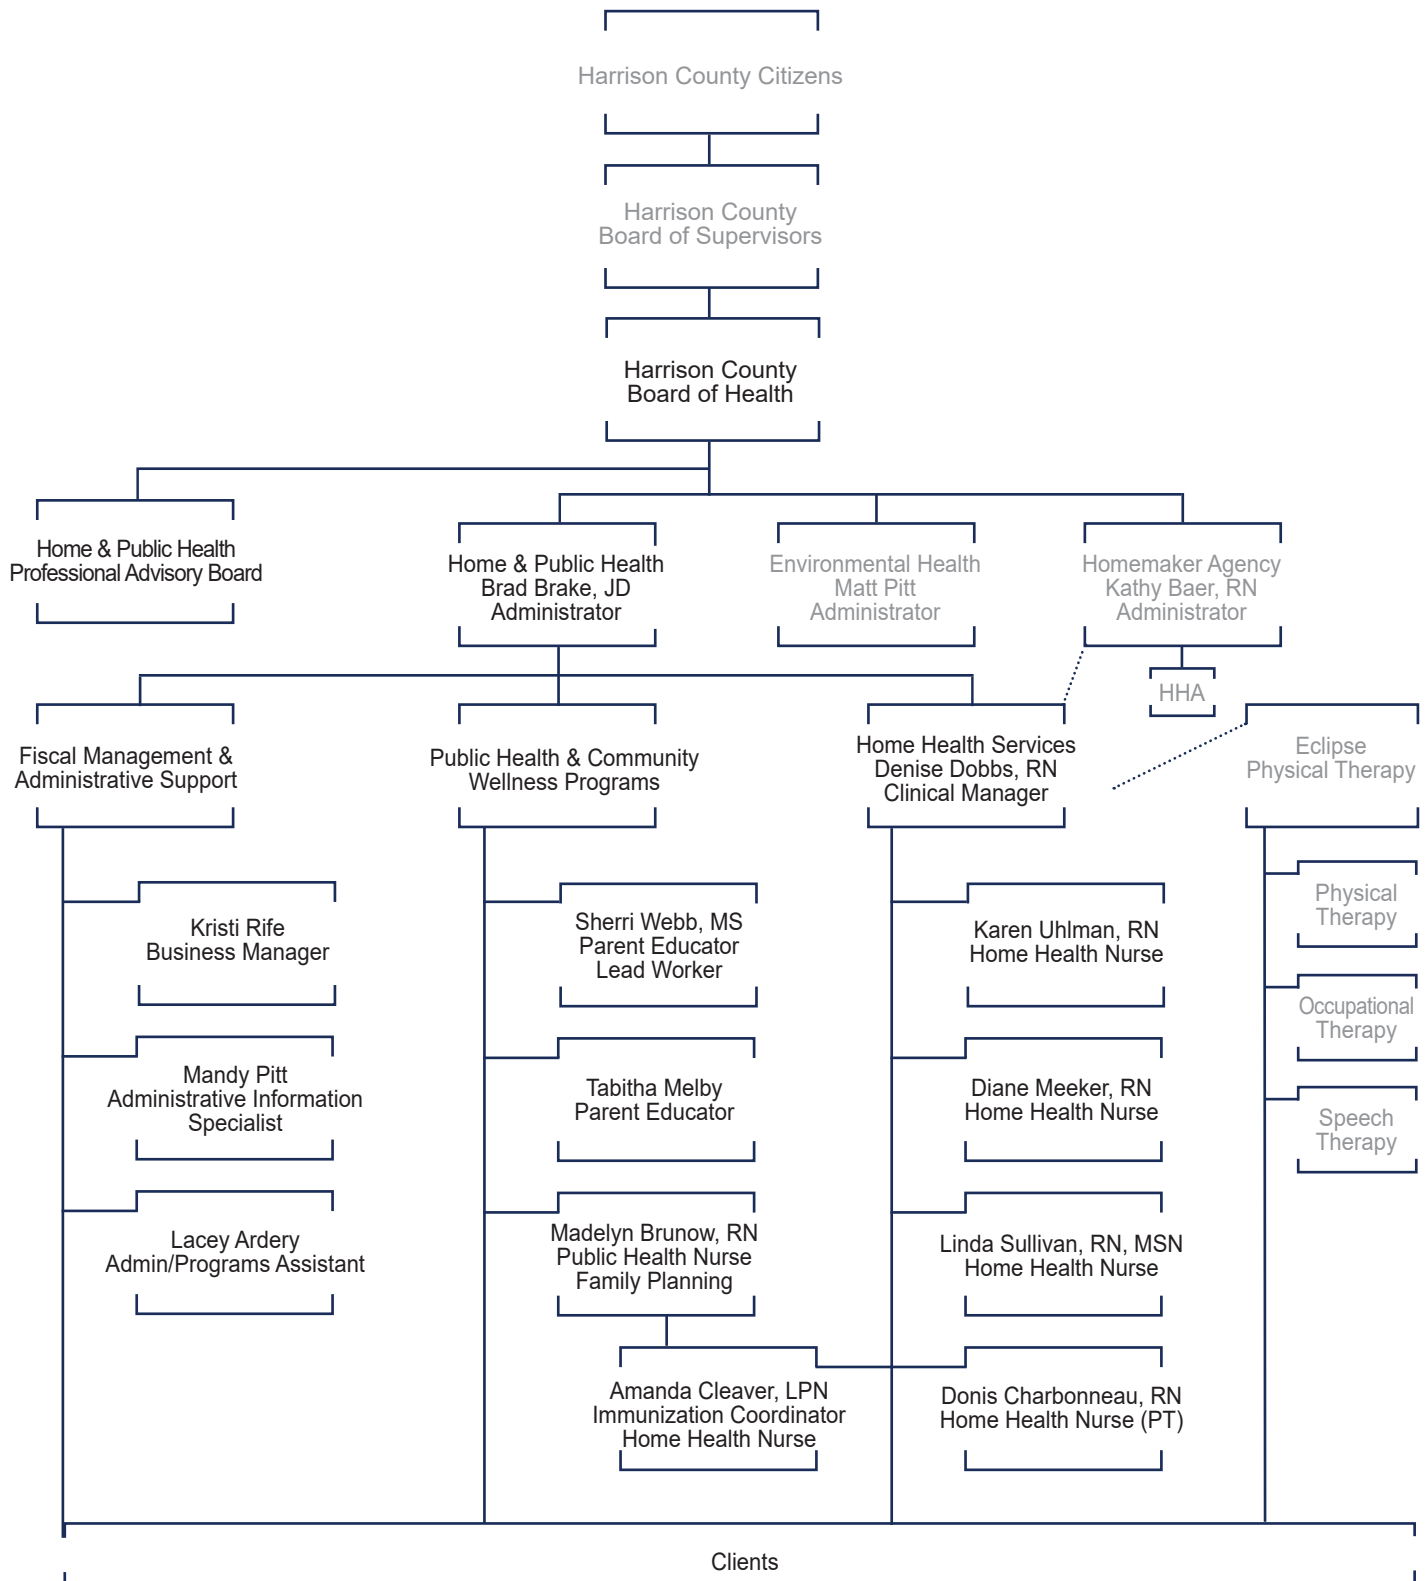 Harrison County Citizens
Harrison County
Board of Supervisors
Harrison County
Board of Health
Home & Public Health
Professional Advisory Board
Home & Public Health
Brad Brake, JD
Administrator
Environmental Health
Matt Pitt
Administrator
Homemaker Agency
Kathy Baer, RN
Administrator
HHA
Fiscal Management &
Administrative Support
Public Health & Community
Wellness Programs
Home Health Services
Denise Dobbs, RN
Clinical Manager
Eclipse
Physical Therapy
Kristi Rife
Business Manager
Mandy Pitt
Administrative Information
Specialist
Lacey Ardery
Admin/Programs Assistant
Sherri Webb, MS
Parent Educator
Lead Worker
Tabitha Melby
Parent Educator
Madelyn Brunow, RN
Public Health Nurse
Family Planning
Amanda Cleaver, LPN
Immunization Coordinator
Home Health Nurse
Karen Uhlman, RN
Home Health Nurse
Diane Meeker, RN
Home Health Nurse
Linda Sullivan, RN, MSN
Home Health Nurse
Donis Charbonneau, RN
Home Health Nurse (PT)
Physical
Therapy
Occupational
Therapy
Speech
Therapy
Clients